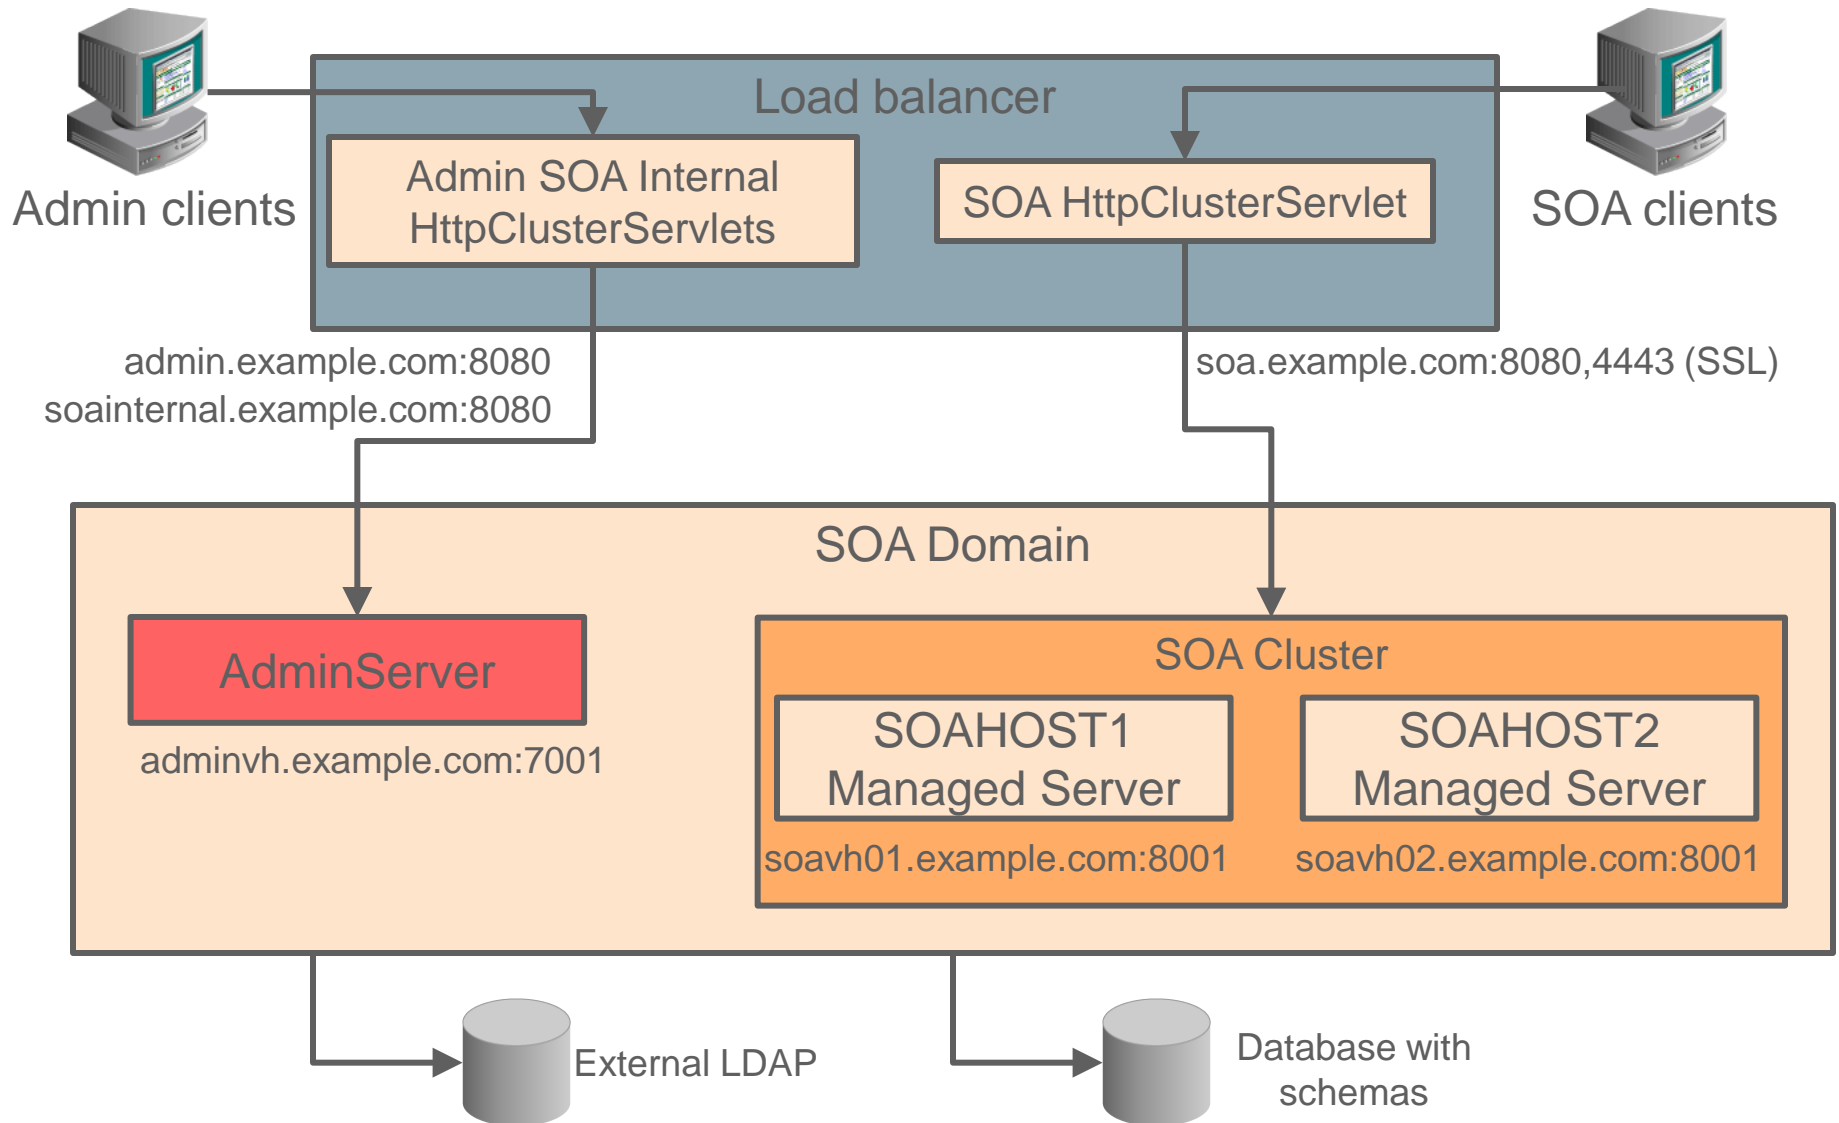 Load balancer
Admin clients
Admin SOA Internal
HttpClusterServlets
SOA HttpClusterServlet
SOA clients
admin.example.com:8080
soainternal.example.com:8080
soa.example.com:8080,4443 (SSL)
SOA Domain
AdminServer
adminvh.example.com:7001
SOA Cluster
SOAHOST1
Managed Server
soavh01.example.com:8001
SOAHOST2
Managed Server
soavh02.example.com:8001
External LDAP
Database with
schemas